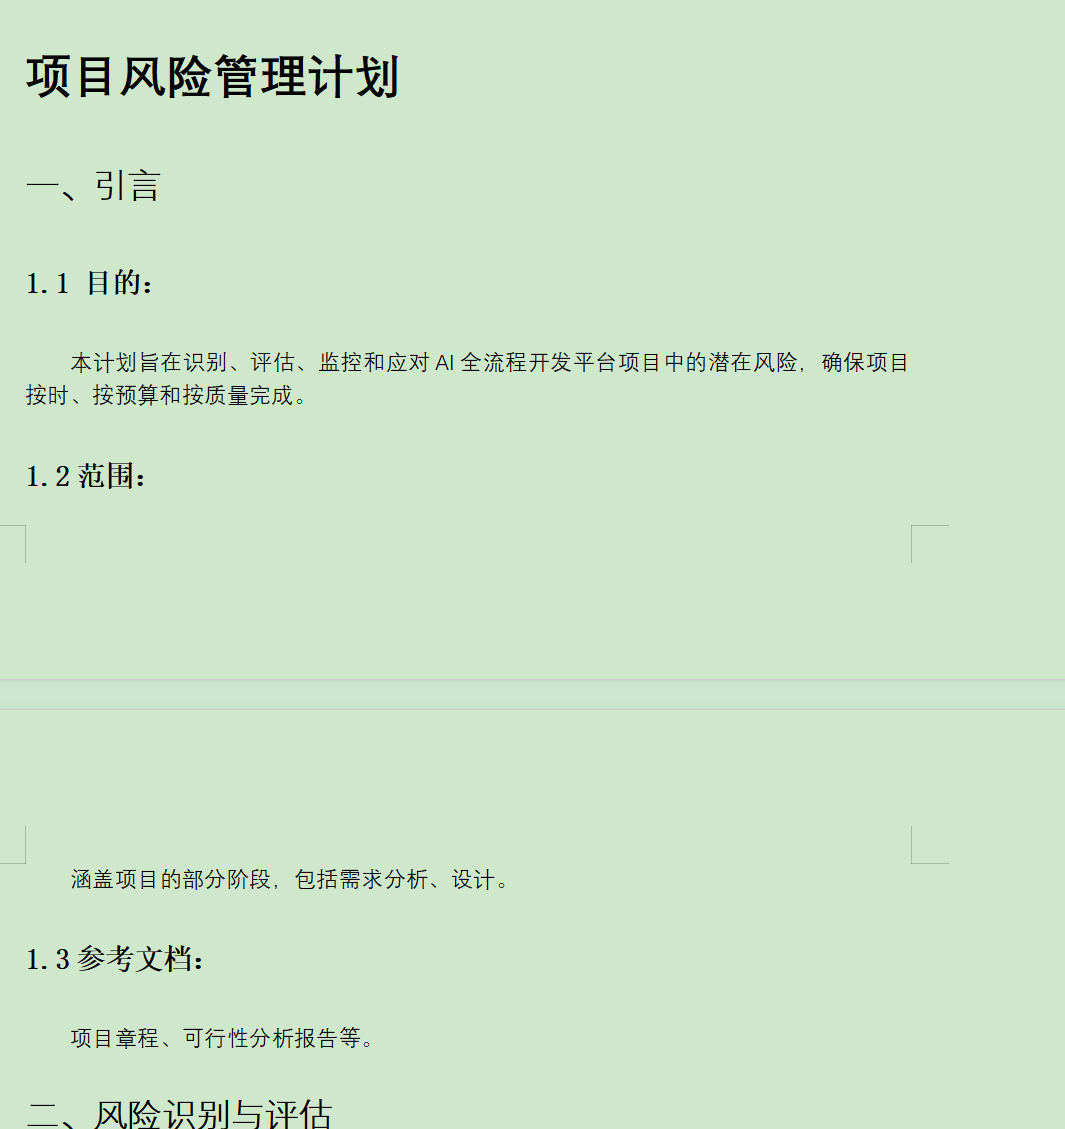 项目风险管理计划
一、引言
1.1 目的：
本计划旨在识别、评估、监控和应对 AI 全流程开发平台项目中的潜在风险，确保项目
按时、按预算和按质量完成。
1.2 范围：
涵盖项目的部分阶段，包括需求分析、设计。
1.3 参考文档：
项目章程、可行性分析报告等。
二、风险识别与评估